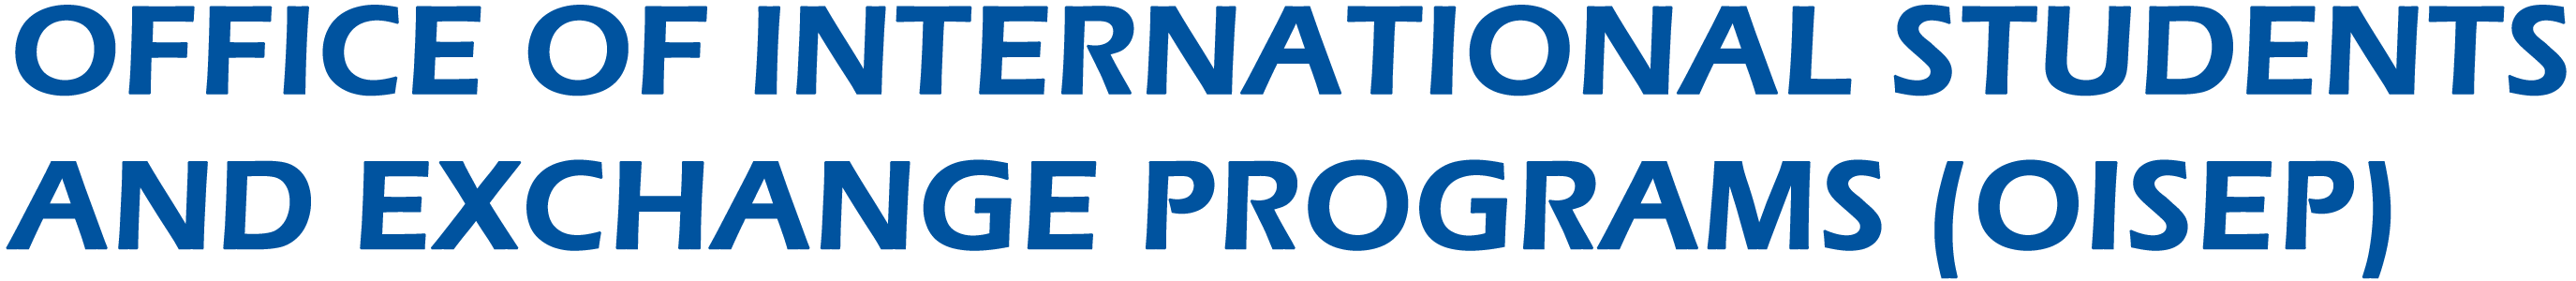 OFFICE OF INTERNATIONAL STUDENTS
AND EXCHANGE PROGRAMS (OISEP)